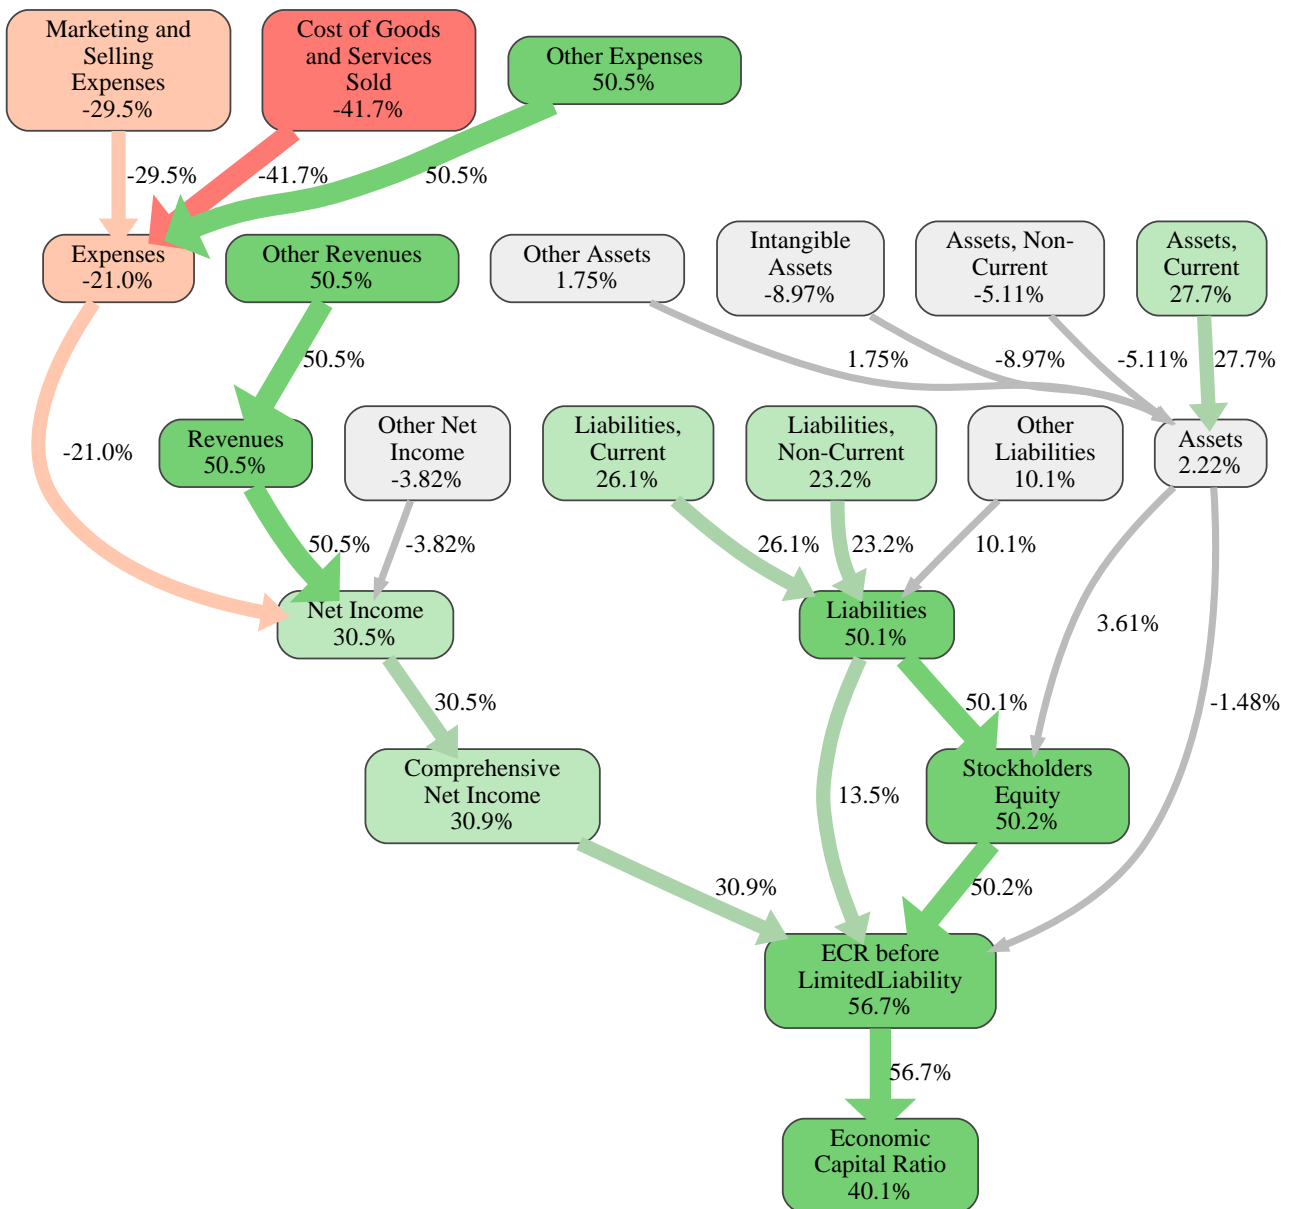 Marketing and
Selling
Expenses
-29.5%
Cost of Goods
and Services
Sold
-41.7%
Other Expenses
50.5%
-29.5%
-41.7%
50.5%
Expenses
-21.0%
Other Revenues
50.5%
Other Assets
1.75%
Intangible
Assets
-8.97%
Assets, Non-
Current
-5.11%
Assets,
Current
27.7%
50.5%
1.75%
-8.97%
-5.11%
27.7%
-21.0%
Revenues
50.5%
Other Net
Income
-3.82%
Liabilities,
Current
26.1%
Liabilities,
Non-Current
23.2%
Other
Liabilities
10.1%
Assets
2.22%
50.5%
-3.82%
26.1%
23.2%
10.1%
Net Income
30.5%
Liabilities
50.1%
3.61%
30.5%
50.1%
-1.48%
Comprehensive
Net Income
30.9%
13.5%
Stockholders
Equity
50.2%
30.9%
50.2%
ECR before
LimitedLiability
56.7%
56.7%
Economic
Capital Ratio
40.1%